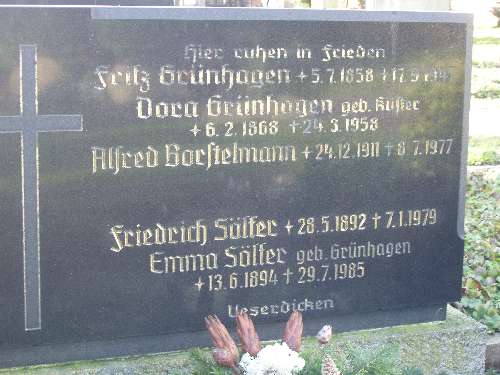 Hier ruhen in Frieden
Fritz Grünhagen * 5.7.1858 † 17.9.
Dora Grünhagen geb. Küster
* 6.2.1868 † 24.3.1958
Alfred Borstelmann * 24.12.1911 † 8.7.1977
Friedrich Sölter * 28.5.1892 † 7.1.1979
Emma Sölter geb. Grünhagen
* 13.6.1894 † 29.7.1985
Ueserdicken